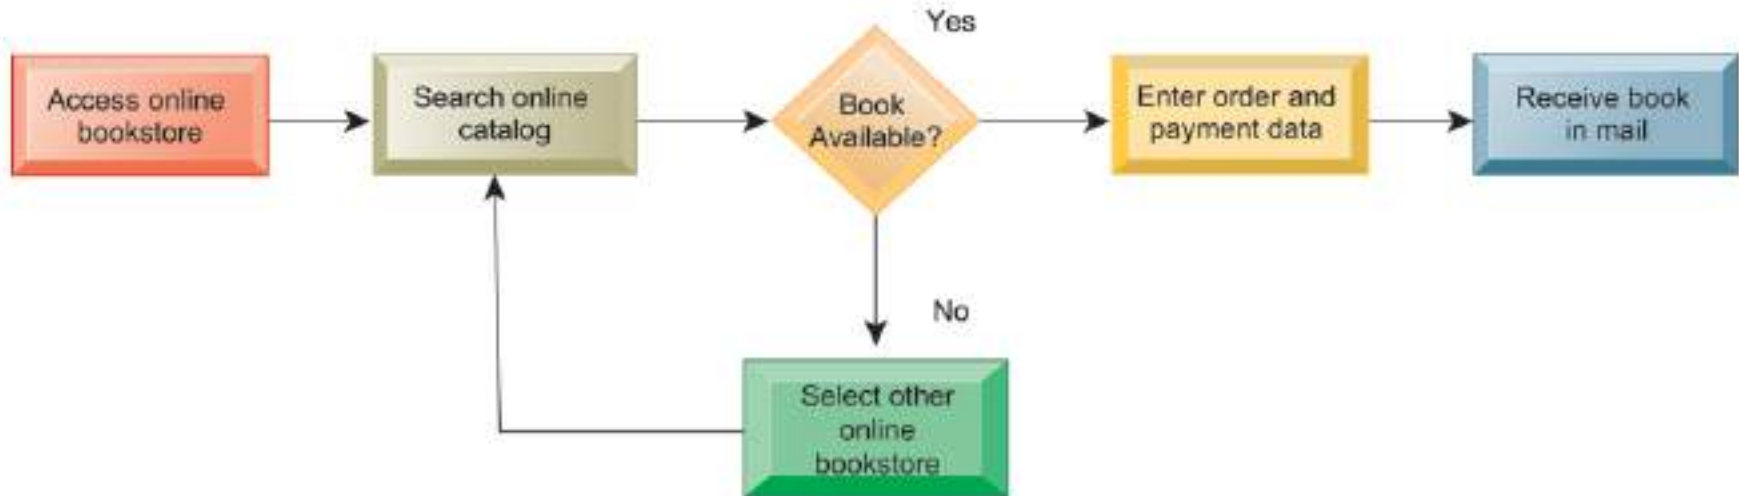 Yes
Access online
bookstore
Search online
catalog
Book
Available?
Enter order and
payment data
Receive book
in mail
No
Select other
online
bookstore